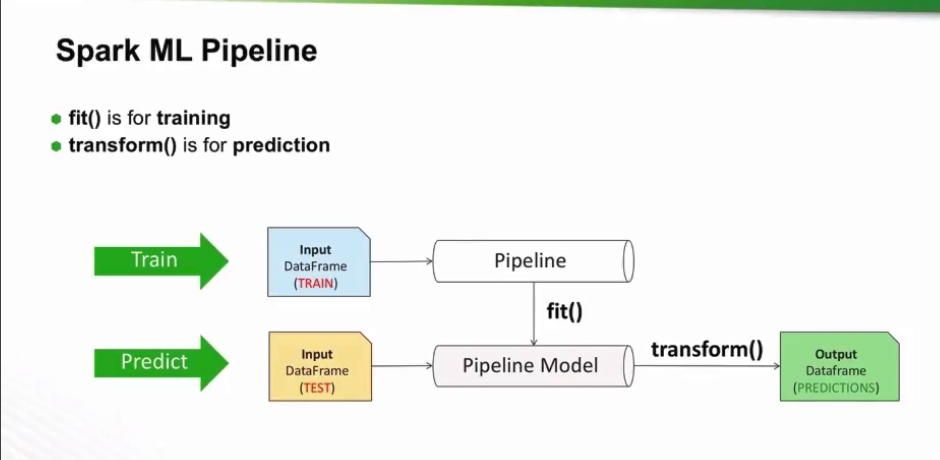 Spark ML Pipeline
fit() is for training
transform() is for prediction
Train
Input
DataFrame
(TRAIN)
Pipeline
fit()
Predict
Input
DataFrame
(TEST)
Pipeline Model
transform()
Output
Dataframe
(PREDICTIONS)